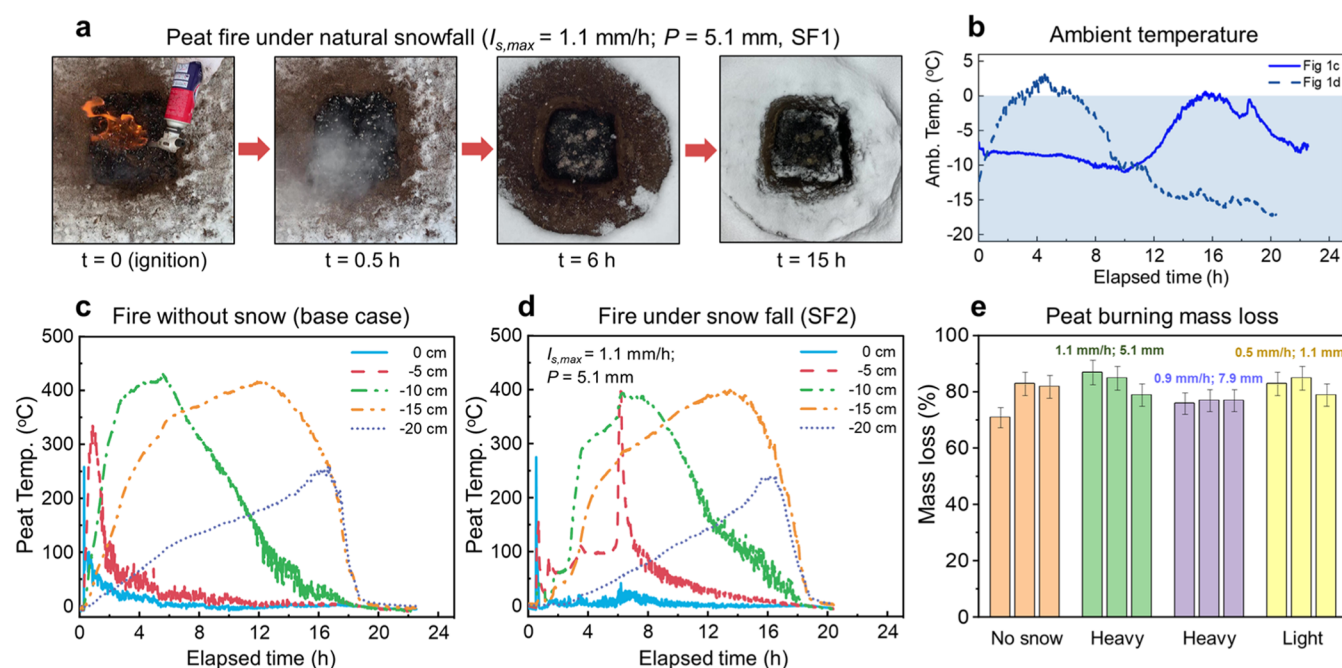 a
Peat fire under natural snowfall (I_s,max = 1.1 mm/h; P = 5.1 mm, SF1)
t = 0 (ignition)
t = 0.5 h
t = 6 h
t = 15 h
b
Ambient temperature
Amb. Temp. (°C)
5
0
-5
-10
-15
-20
Fig 1c
Fig 1d
0
4
8
12
16
20
24
Elapsed time (h)
c
Fire without snow (base case)
Peat Temp. (°C)
500
400
300
200
100
0
0 cm
-5 cm
-10 cm
-15 cm
-20 cm
0
4
8
12
16
20
24
Elapsed time (h)
d
Fire under snow fall (SF2)
I_s,max = 1.1 mm/h;
P = 5.1 mm
Peat Temp. (°C)
500
400
300
200
100
0
0 cm
-5 cm
-10 cm
-15 cm
-20 cm
0
4
8
12
16
20
24
Elapsed time (h)
e
Peat burning mass loss
Mass loss (%)
100
80
60
40
20
0
1.1 mm/h; 5.1 mm
0.9 mm/h; 7.9 mm
0.5 mm/h; 1.1 mm
No snow
Heavy
Heavy
Light